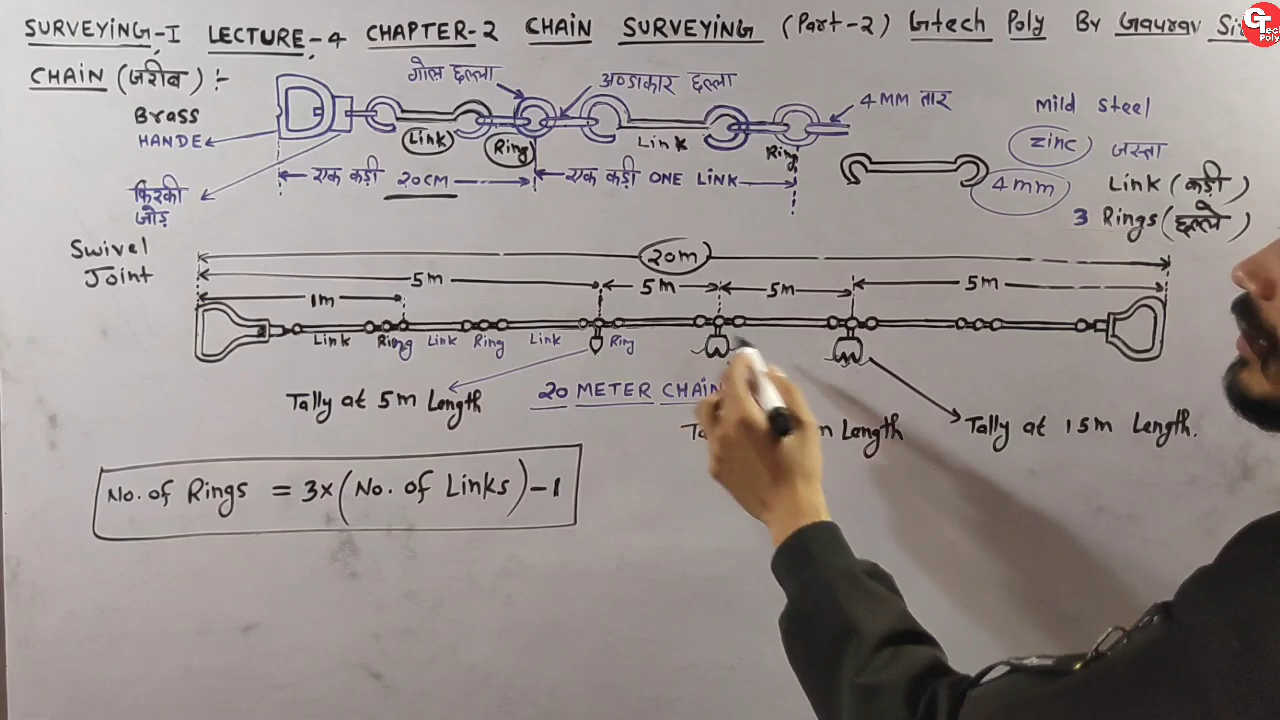 SURVEYING-I LECTURE-4 CHAPTER-2 CHAIN SURVEYING (Part-2) Gtech Poly By Gaurav
GTech Poly
CHAIN (जरीब) :-
गोल छल्ला
अण्डाकार छल्ला
4MM तार
Mild Steel
Brass
HANDE
Link
Ring
Link
Ring
zinc जस्ता
एक कड़ी 20CM
एक कड़ी ONE LINK
4mm
Link (कड़ी)
फिरकी
जोड़
3 Rings (छल्ले)
Swivel
Joint
20m
5m
5m
5m
5m
1m
Link Ring Link Ring Link Ring
Tally at 5m Length
20 METER CHAIN
m Length
Tally at 15m Length.
No. of Rings = 3×(No. of Links)-1